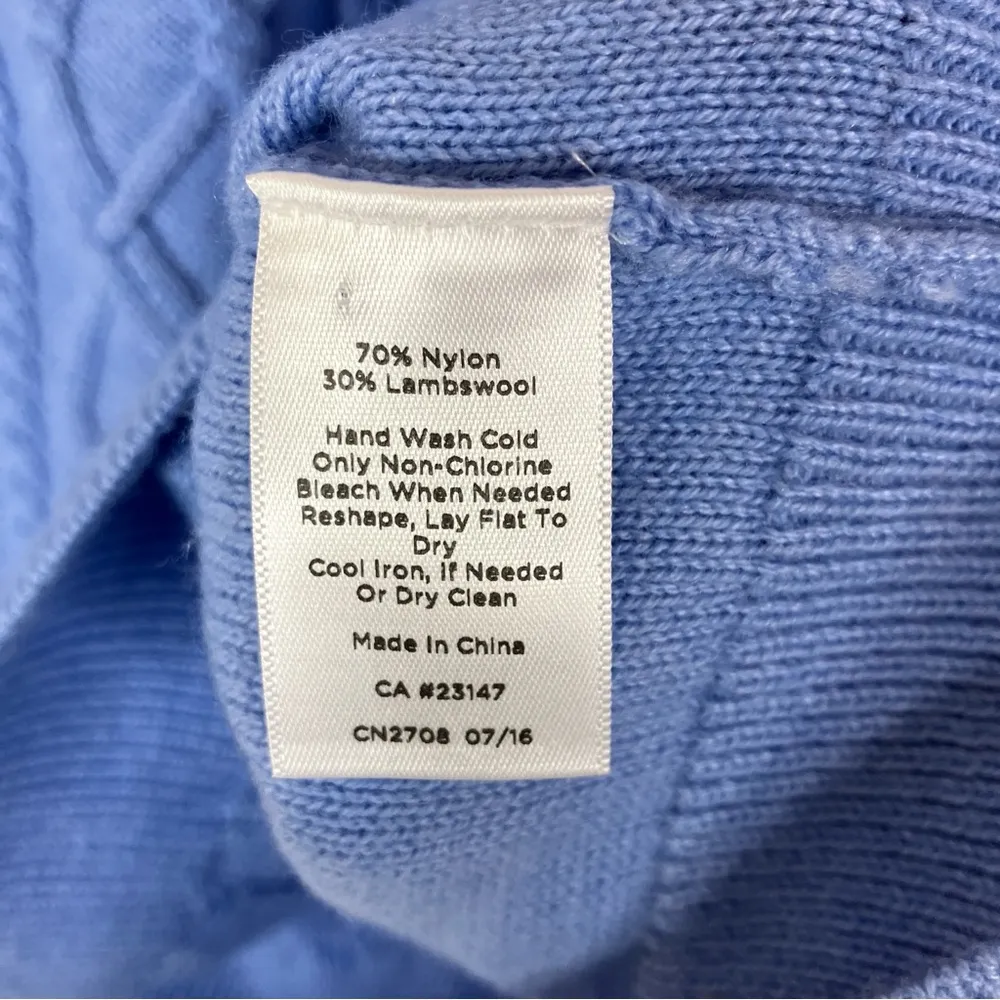 70% Nylon
30% Lambswool
Hand Wash Cold
Only Non-Chlorine
Bleach When Needed
Reshape, Lay Flat To
Dry
Cool Iron, If Needed
Or Dry Clean
Made In China
CA #23147
CN2708 07/16